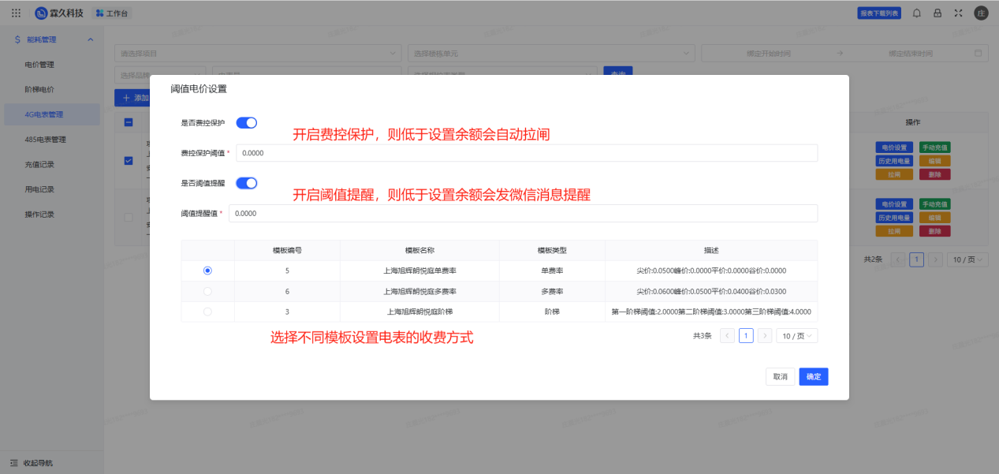 霖久科技
工作台
报表下载列表
庄
能耗管理
电价管理
阶梯电价
4G电表管理
485电表管理
充值记录
用电记录
操作记录
收起导航
请选择项目
选择楼栋单元
绑定开始时间 → 绑定结束时间
选择品牌
查询
+ 添加
操作
电价设置 手动充值
历史用电量 编辑
拉闸 删除
电价设置 手动充值
历史用电量 编辑
拉闸 删除
共2条 < 1 > 10 / 页
阈值电价设置
是否费控保护
开启费控保护，则低于设置余额会自动拉闸
费控保护阈值 * 0.0000
是否阈值提醒
开启阈值提醒，则低于设置余额会发微信消息提醒
阈值提醒值 * 0.0000
模板编号 模板名称 模板类型 描述
5 上海旭辉朗悦庭单费率 单费率 尖价:0.0500峰价:0.0000平价:0.0000谷价:0.0000
6 上海旭辉朗悦庭多费率 多费率 尖价:0.0600峰价:0.0500平价:0.0400谷价:0.0300
3 上海旭辉朗悦庭阶梯 阶梯 第一阶梯阈值:2.0000第二阶梯阈值:3.0000第三阶梯阈值:4.0000
选择不同模板设置电表的收费方式
共3条 < 1 > 10 / 页
取消 确定